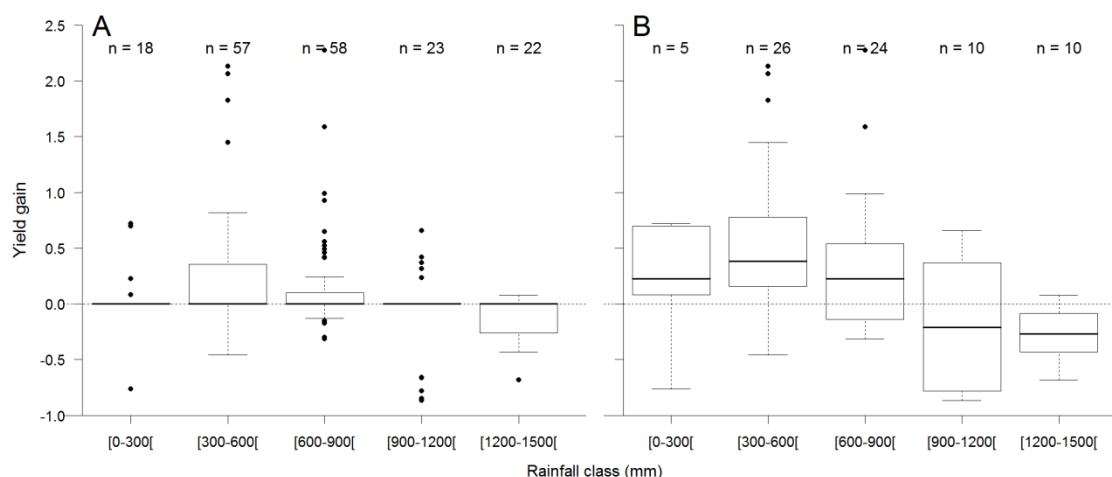 A
B
n = 18 n = 57 n = 58 n = 23 n = 22
n = 5 n = 26 n = 24 n = 10 n = 10
2.5
2.0
1.5
1.0
0.5
0.0
-0.5
-1.0
Yield gain
[0-300[ [300-600[ [600-900[ [900-1200[ [1200-1500[
[0-300[ [300-600[ [600-900[ [900-1200[ [1200-1500[
Rainfall class (mm)